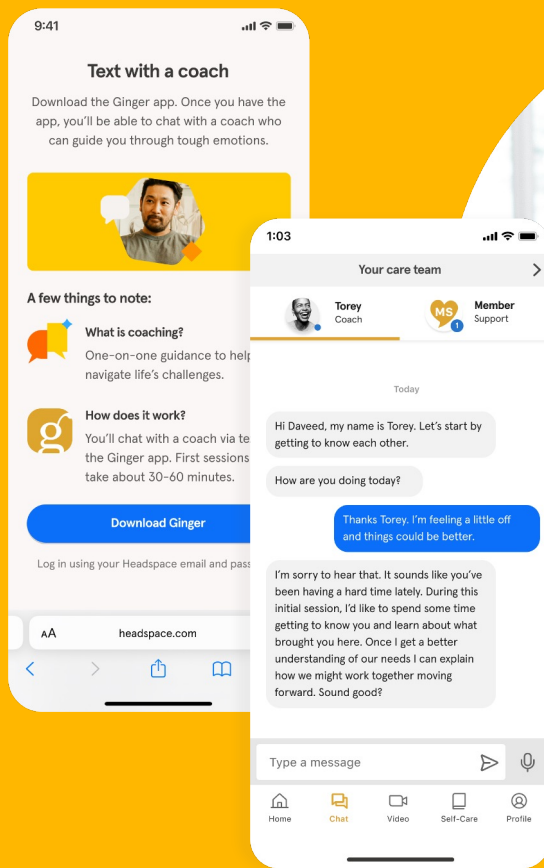 9:41
Text with a coach
Download the Ginger app. Once you have the
app, you'll be able to chat with a coach who
can guide you through tough emotions.
A few things to note:
What is coaching?
One-on-one guidance to help
navigate life's challenges.
g
How does it work?
You'll chat with a coach via
the Ginger app. First sessions
take about 30-60 minutes.
Download Ginger
Log in using your Headspace email and
AA
headspace.com
1:03
Your care team
Torey
Coach
MS
1
Member
Support
Today
Hi Daveed, my name is Torey. Let's start by
getting to know each other.
How are you doing today?
Thanks Torey. I'm feeling a little off
and things could be better.
I'm sorry to hear that. It sounds like you've
been having a hard time lately. During this
initial session, I'd like to spend some time
getting to know you and learn about what
brought you here. Once I get a better
understanding of our needs I can explain
how we might work together moving
forward. Sound good?
Type a message
Home
Chat
Video
Self-Care
Profile